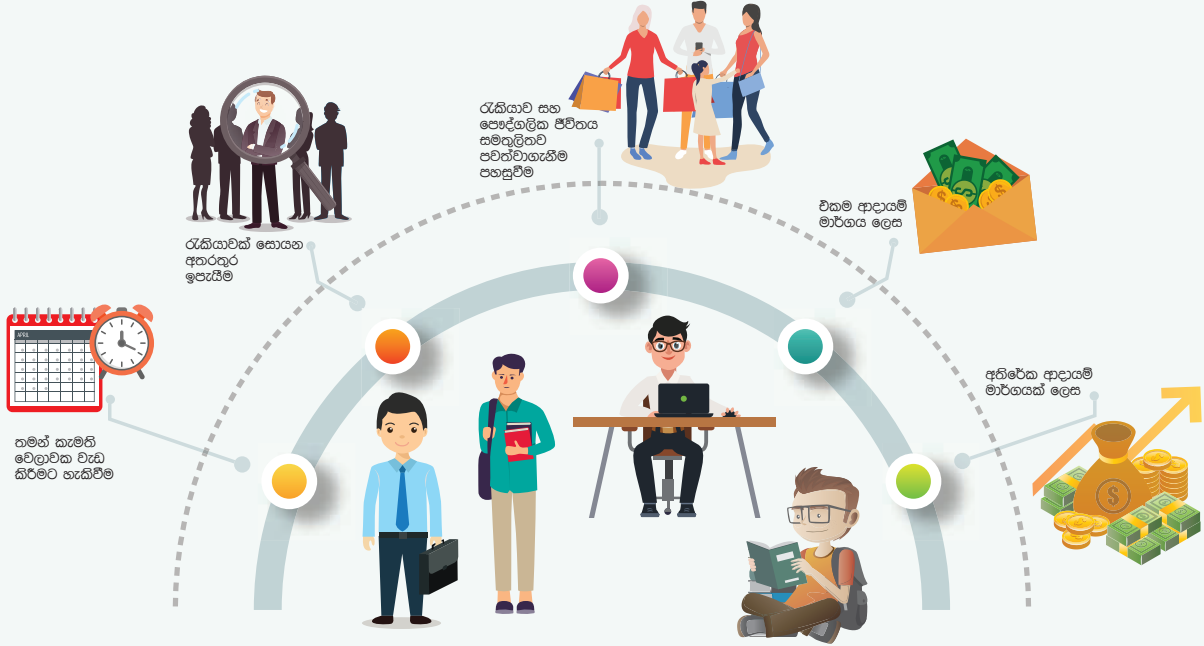 රැකියාව සහ
පෞද්ගලික ජීවිතය
සමතුලිතව
පවත්වාගැනීම
පහසුවීම
එකම ආදායම්
මාර්ගය ලෙස
රැකියාවක් සොයන
අතරතුර
ඉපැයීම
APRIL
අතිරේක ආදායම්
මාර්ගයක් ලෙස
තමන් කැමති
වෙලාවක වැඩ
කිරීමට හැකිවීම